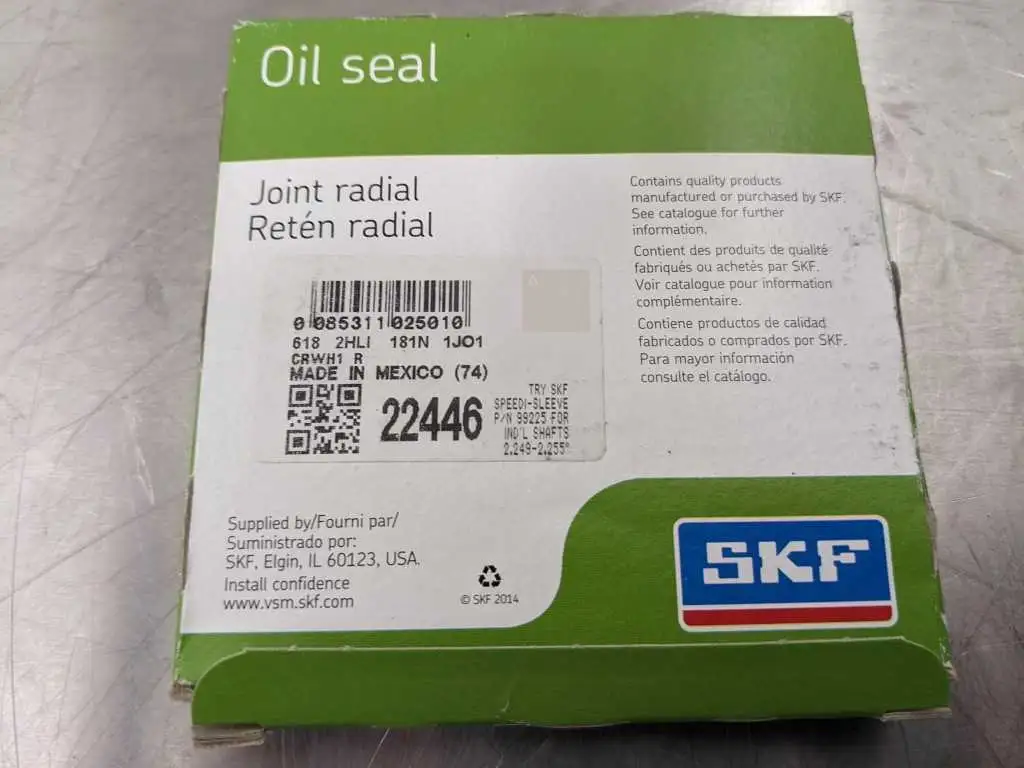 Oil seal
Joint radial
Retén radial
Contains quality products
manufactured or purchased by SKF.
See catalogue for further
information.
Contient des produits de qualité
fabriqués ou achetés par SKF.
Voir catalogue pour information
complémentaire.
Contiene productos de calidad
fabricados o comprados por SKF.
Para mayor información
consulte el catálogo.
0 085311 025010
618 2HLI 181N 1JO1
CRWH1 R
MADE IN MEXICO (74)
22446
TRY SKF
SPEEDI-SLEEVE
P/N 99225 FOR
IND'L SHAFTS
2.249-2.255"
Supplied by/Fourni par/
Suministrado por:
SKF, Elgin, IL 60123, USA.
Install confidence
www.vsm.skf.com
© SKF 2014
SKF